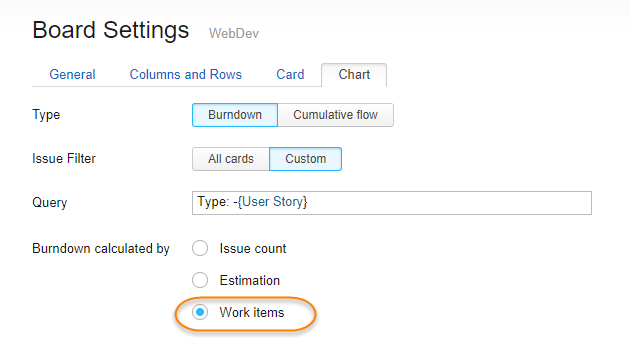 Board Settings WebDev
General Columns and Rows Card Chart
Type Burndown Cumulative flow
Issue Filter All cards Custom
Query Type: -{User Story}
Burndown calculated by Issue count
Estimation
Work items